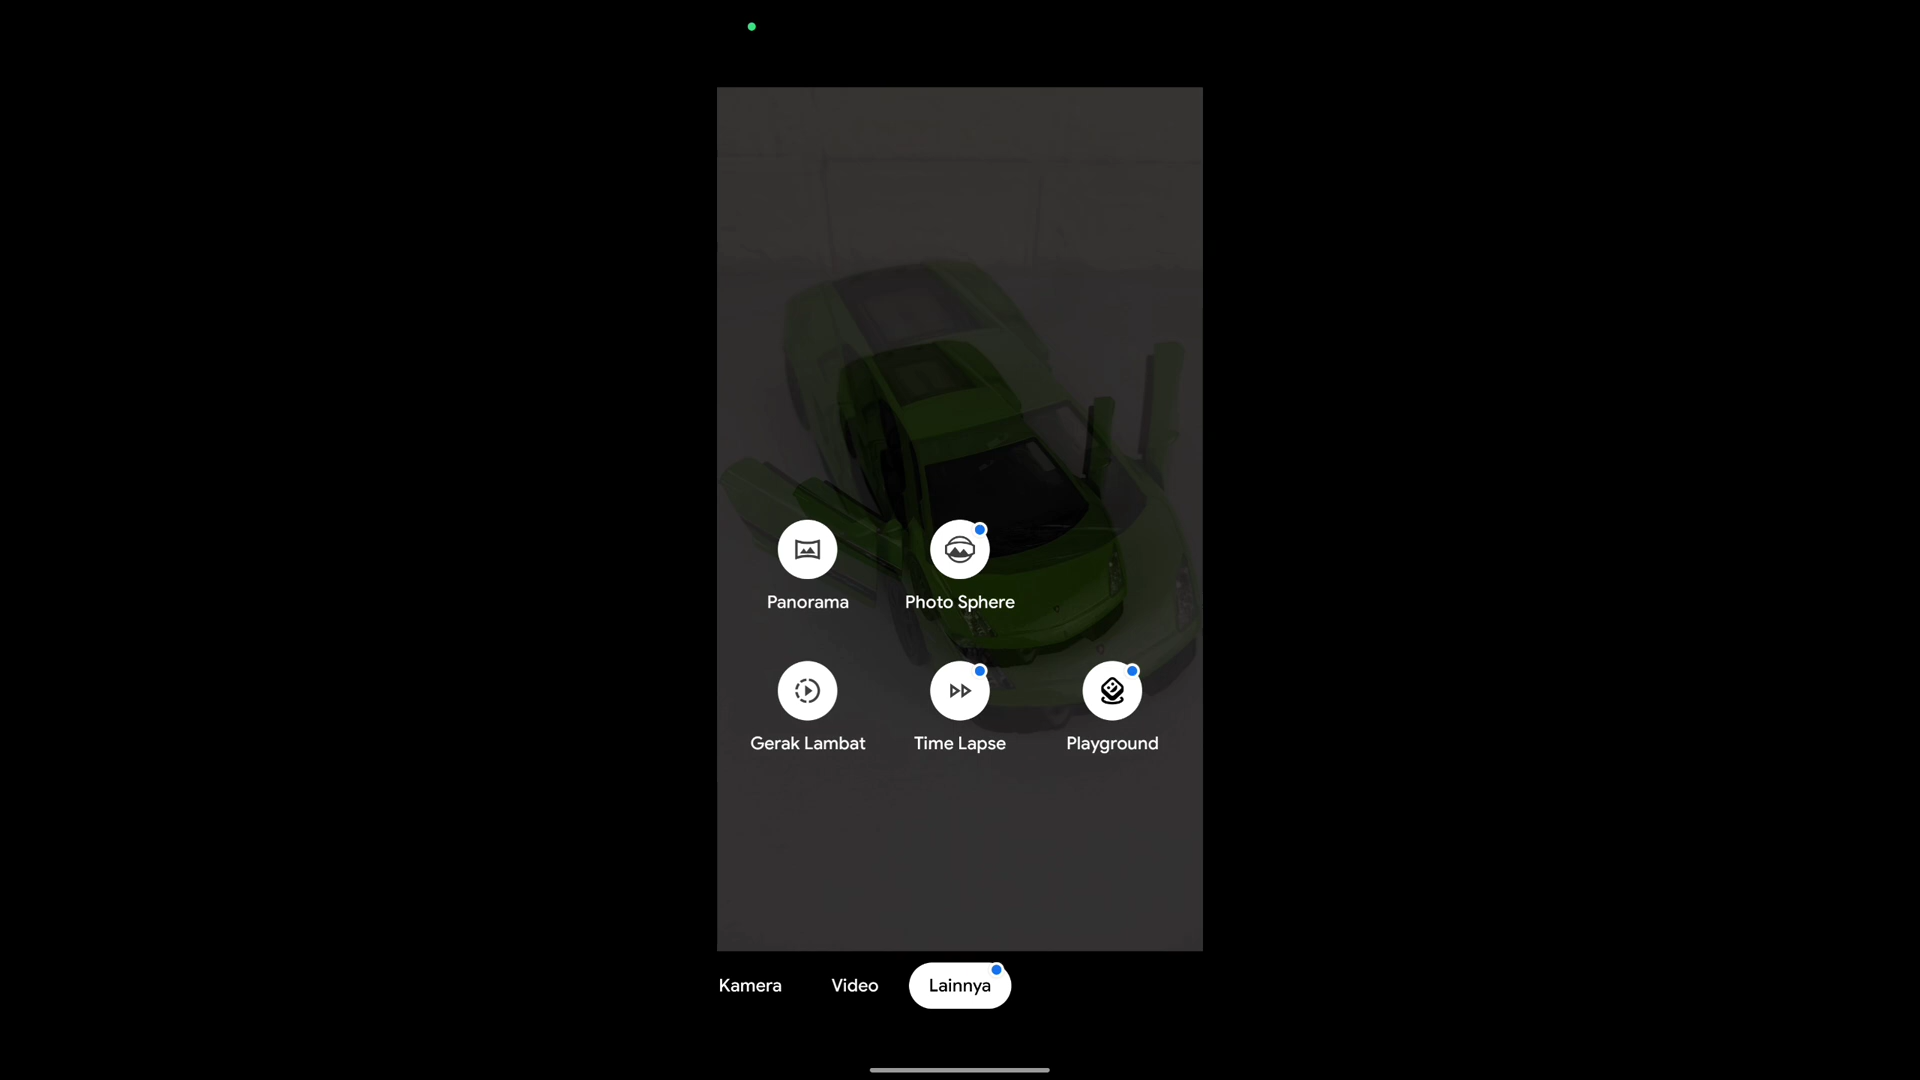 Panorama
Photo Sphere
Gerak Lambat
Time Lapse
Playground
Kamera
Video
Lainnya